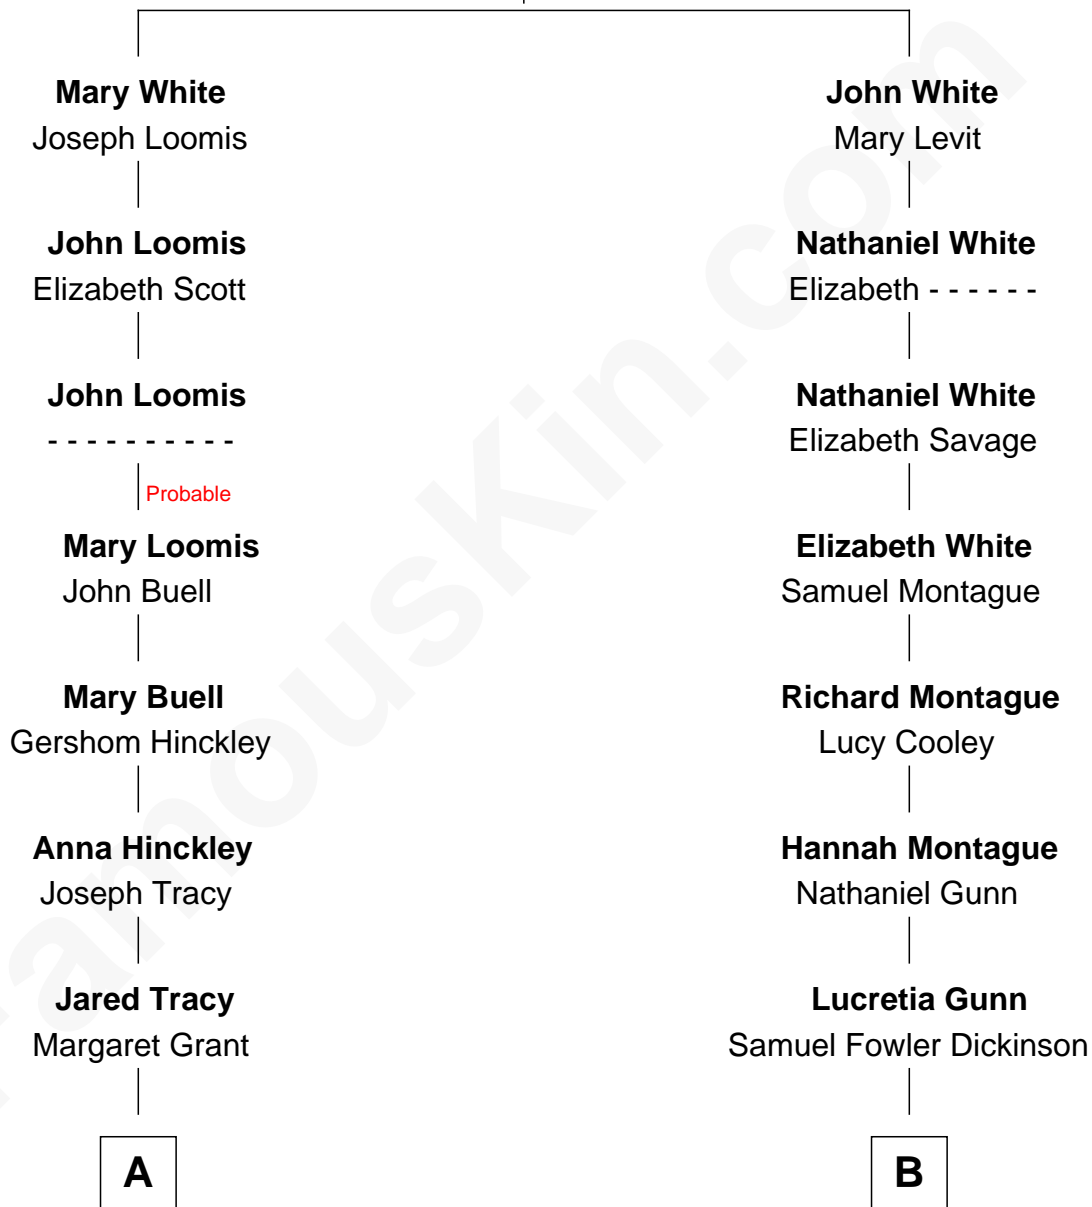 Mary White
Joseph Loomis
John White
Mary Levit
John Loomis
Elizabeth Scott
Nathaniel White
Elizabeth - - - - - -
John Loomis
- - - - - - - - - -
Nathaniel White
Elizabeth Savage
Probable
Mary Loomis
John Buell
Elizabeth White
Samuel Montague
Mary Buell
Gershom Hinckley
Richard Montague
Lucy Cooley
Anna Hinckley
Joseph Tracy
Hannah Montague
Nathaniel Gunn
Jared Tracy
Margaret Grant
Lucretia Gunn
Samuel Fowler Dickinson
A
B
FamousKin.com